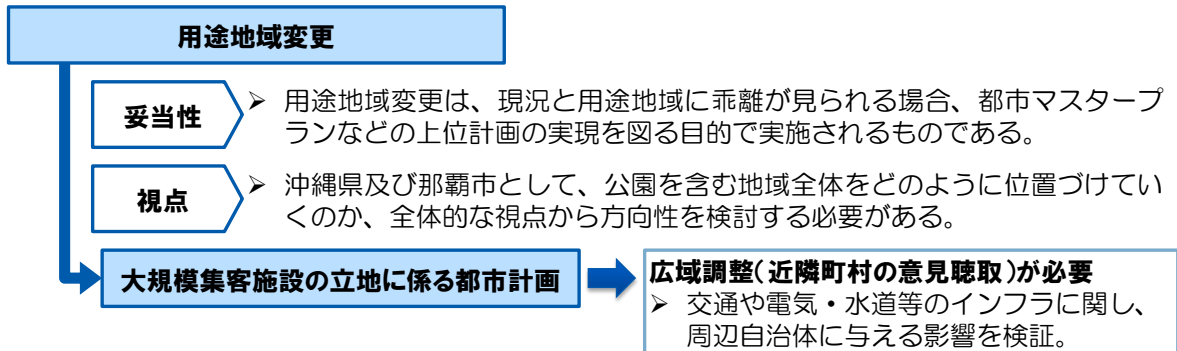 用途地域変更
妥当性
➢ 用途地域変更は、現況と用途地域に乖離が見られる場合、都市マスタープ
ランなどの上位計画の実現を図る目的で実施されるものである。
視点
➢ 沖縄県及び那覇市として、公園を含む地域全体をどのように位置づけてい
くのか、全体的な視点から方向性を検討する必要がある。
大規模集客施設の立地に係る都市計画
広域調整(近隣町村の意見聴取)が必要
➢ 交通や電気・水道等のインフラに関し、
周辺自治体に与える影響を検証。